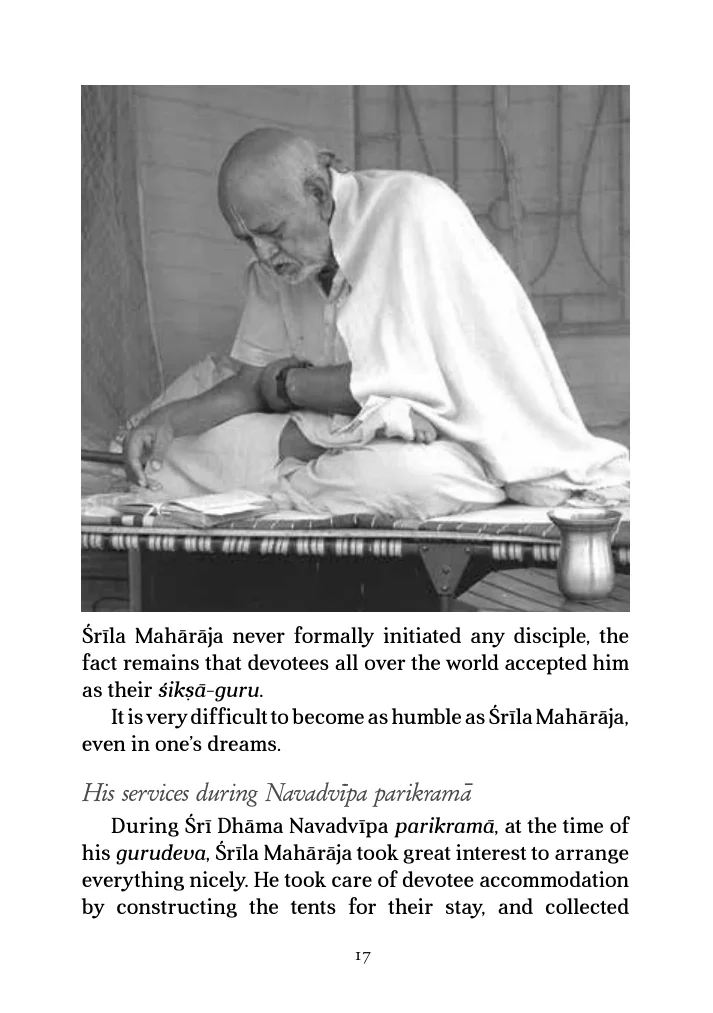 Śrīla Mahārāja never formally initiated any disciple, the
fact remains that devotees all over the world accepted him
as their śikṣā-guru.
It is very difficult to become as humble as Śrīla Mahārāja,
even in one’s dreams.
His services during Navadvīpa parikramā
During Śrī Dhāma Navadvīpa parikramā, at the time of
his gurudeva, Śrīla Mahārāja took great interest to arrange
everything nicely. He took care of devotee accommodation
by constructing the tents for their stay, and collected
17